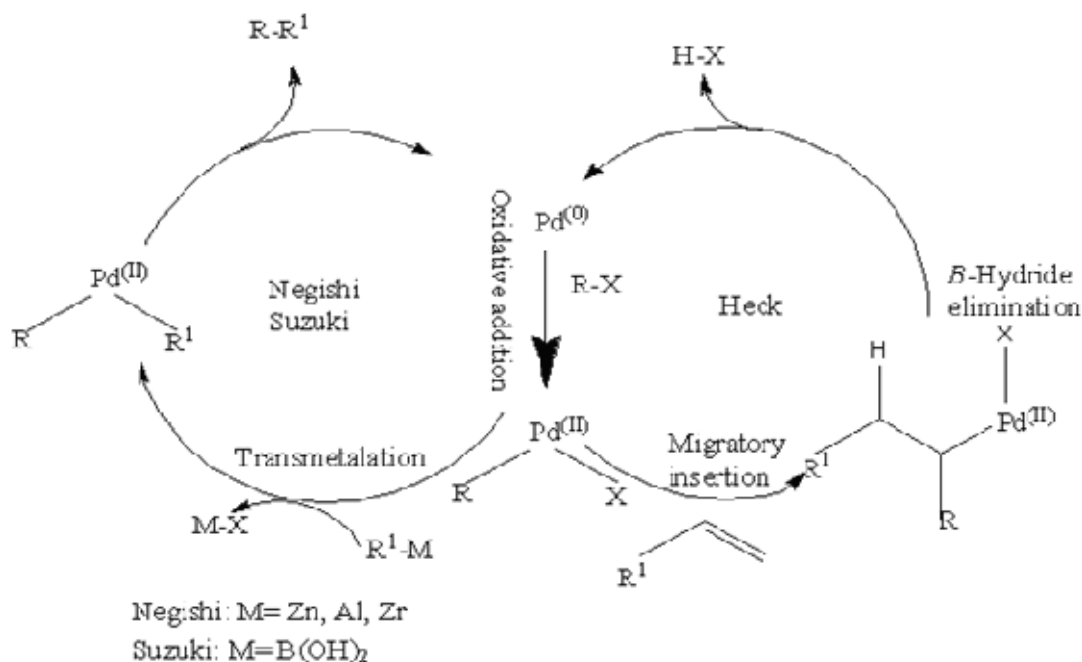 R-R¹
H-X
Oxidative addition
Pd⁽⁰⁾
R-X
Pd⁽ᴵᴵ⁾
R
R¹
Negishi
Suzuki
Heck
B-Hydride
elimination
X
H
Pd⁽ᴵᴵ⁾
R¹
R
Pd⁽ᴵᴵ⁾
R
X
Migratory
insertion
Transmetalation
M-X
R¹-M
R¹
Negishi: M= Zn, Al, Zr
Suzuki: M=B(OH)₂